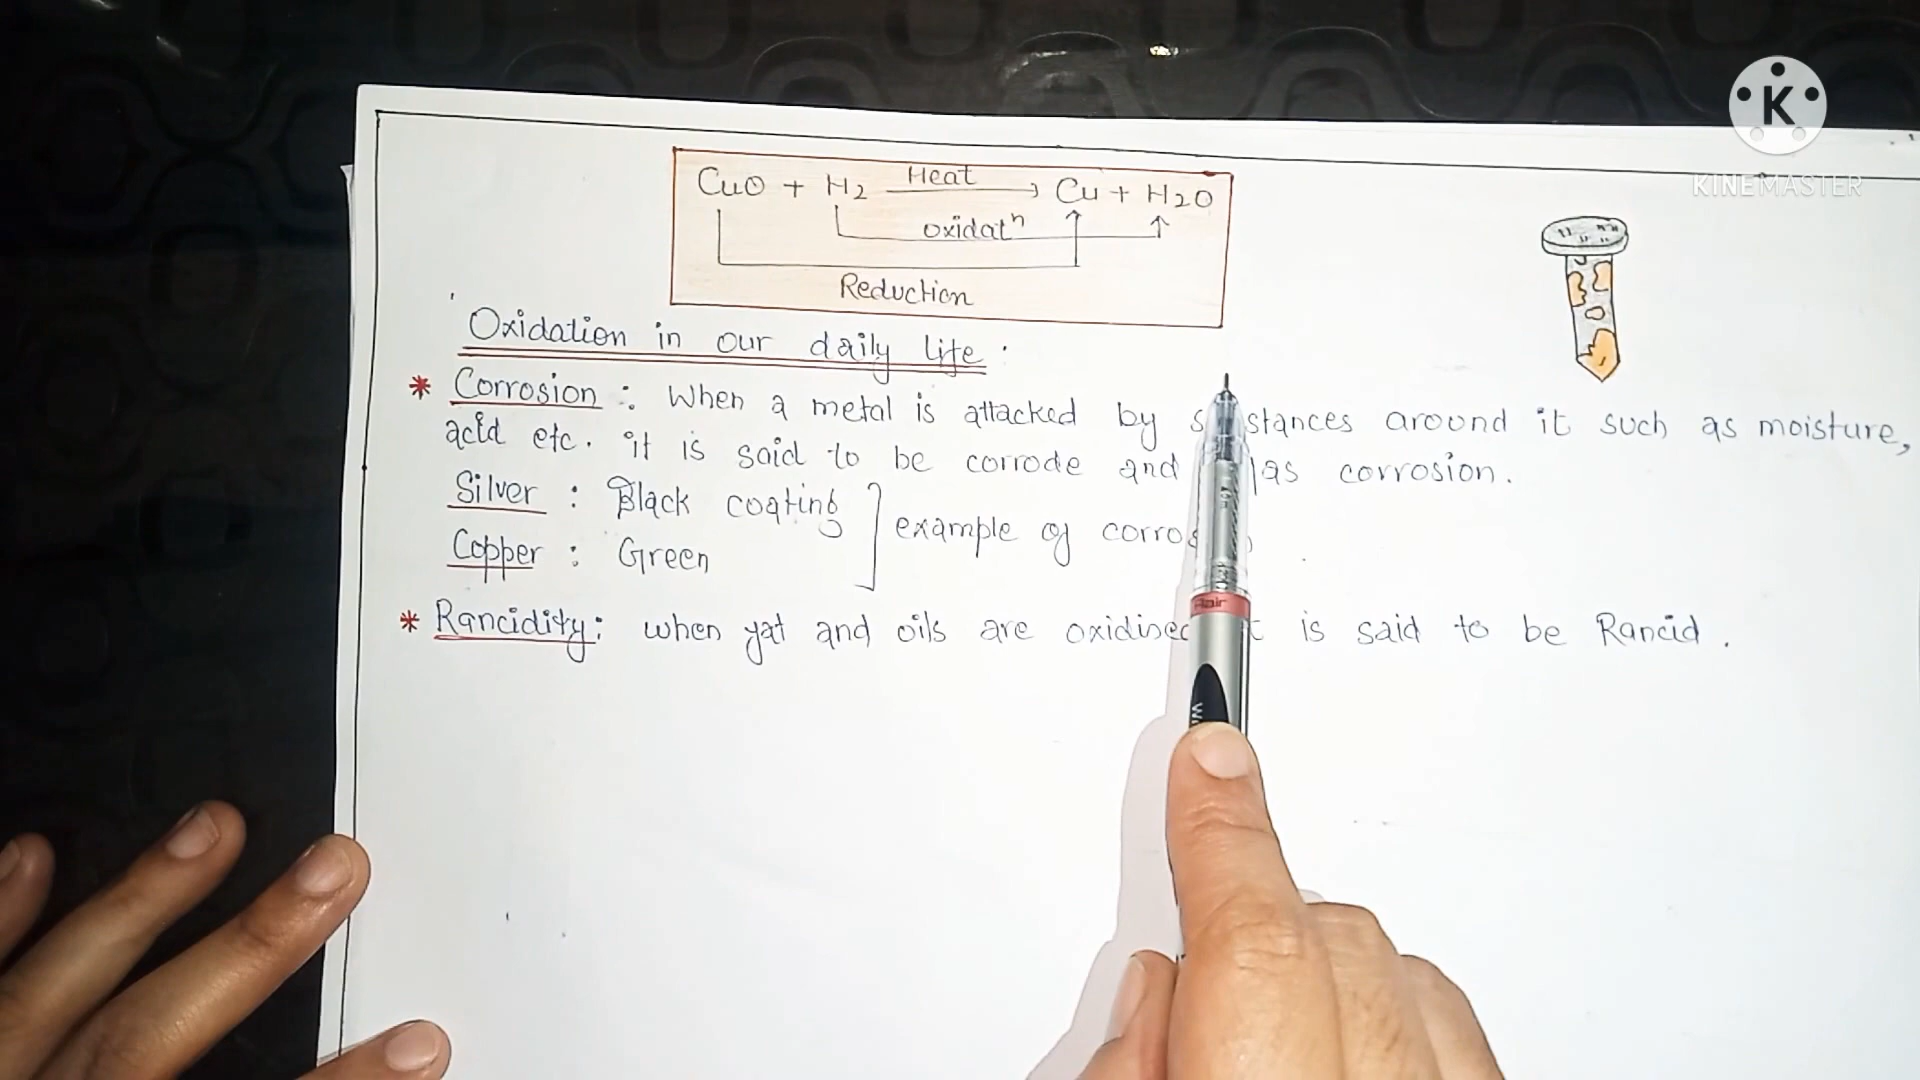 CuO + H2 Heat → Cu + H2O
oxidatⁿ
Reduction
Oxidation in our daily life :
* Corrosion : When a metal is attacked by stances around it such as moisture,
acid etc. it is said to be corrode and as corrosion.
Silver : Black coating
Copper : Green
example of corro
* Rancidity : when fat and oils are oxidised it is said to be Rancid .
Flair
K
KINEMASTER